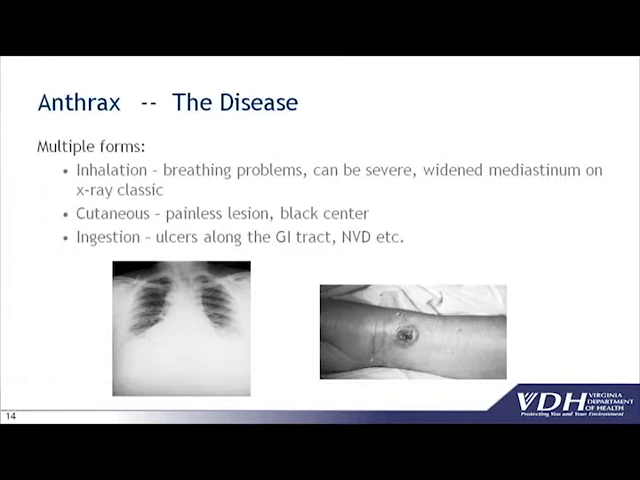 Anthrax -- The Disease
Multiple forms:
• Inhalation – breathing problems, can be severe, widened mediastinum on
x-ray classic
• Cutaneous – painless lesion, black center
• Ingestion – ulcers along the GI tract, NVD etc.
14
VDH VIRGINIA
DEPARTMENT
OF HEALTH
Protecting You and Your Environment